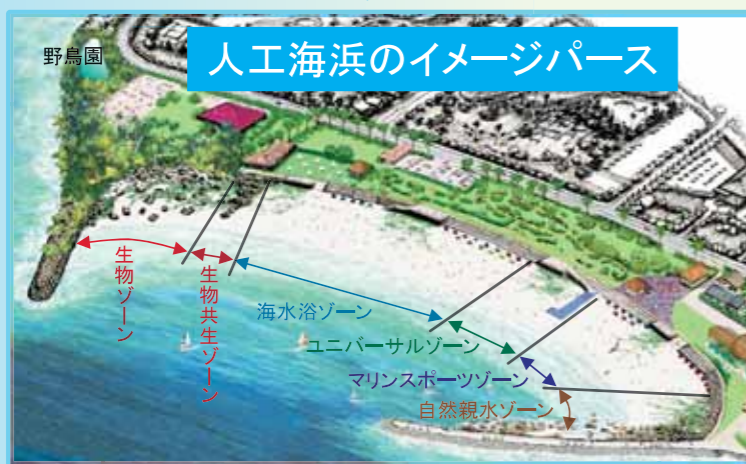 野鳥園
人工海浜のイメージパース
生物ゾーン
生物共生ゾーン
海水浴ゾーン
ユニバーサルゾーン
マリンスポーツゾーン
自然親水ゾーン